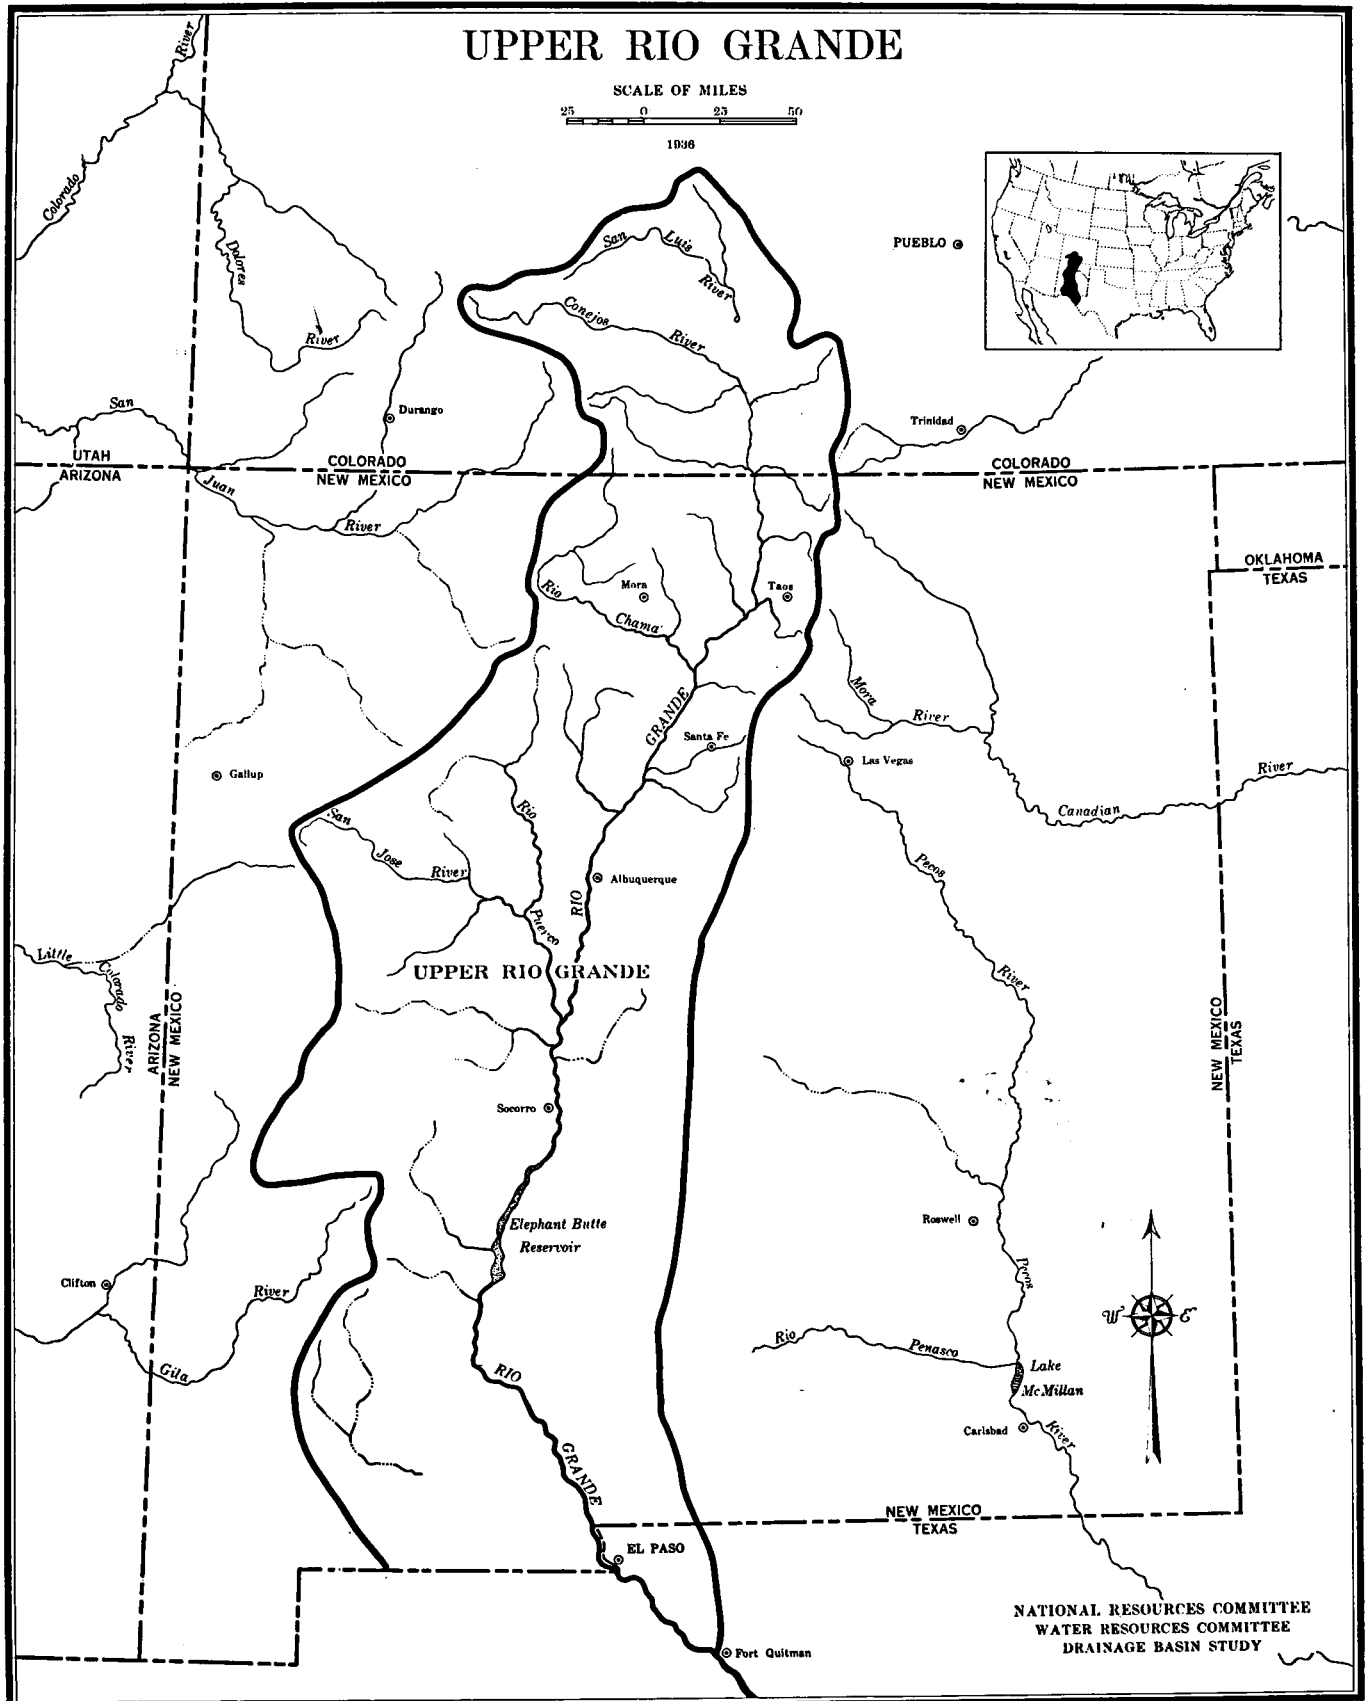 UPPER RIO GRANDE
SCALE OF MILES
25 0 25 50
1936
River
Colorado
Dolores
River
San Luis River
PUEBLO
Conejos River
San
Durango
Trinidad
UTAH
ARIZONA
COLORADO
NEW MEXICO
COLORADO
NEW MEXICO
Juan
River
OKLAHOMA
TEXAS
Rio
Chama
Mora
Taos
Mora
River
GRANDE
Santa Fe
Las Vegas
Gallup
River
Canadian
San
Jose
River
Rio
Puerco
Albuquerque
RIO
Pecos
River
Little
Colorado
River
UPPER RIO GRANDE
ARIZONA
NEW MEXICO
NEW MEXICO
TEXAS
Socorro
Elephant Butte
Reservoir
Roswell
Pecos
Clifton
River
Gila
W E
Rio
Penasco
Lake
McMillan
RIO
Carlsbad
River
GRANDE
NEW MEXICO
TEXAS
EL PASO
Fort Quitman
NATIONAL RESOURCES COMMITTEE
WATER RESOURCES COMMITTEE
DRAINAGE BASIN STUDY